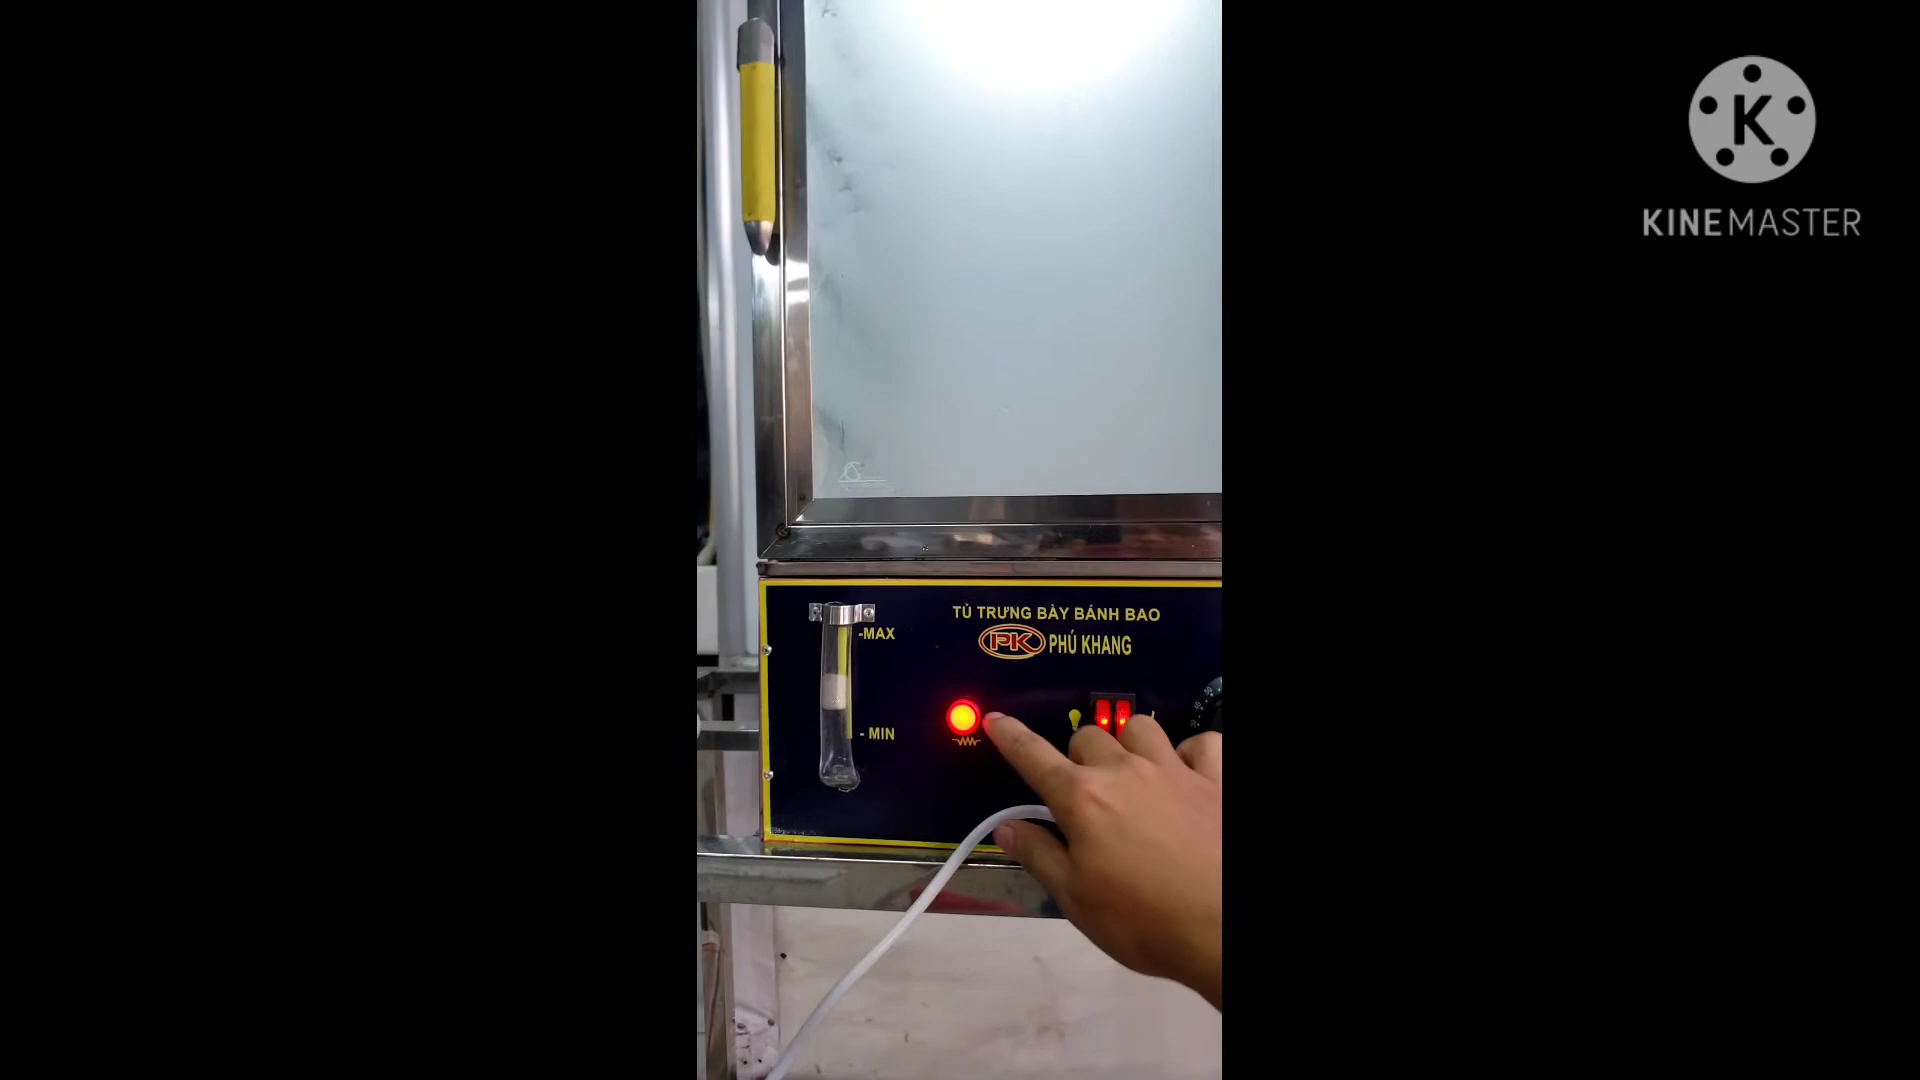 K
KINEMASTER
TỦ TRƯNG BÀY BÁNH BAO
PK PHÚ KHANG
-MAX
- MIN